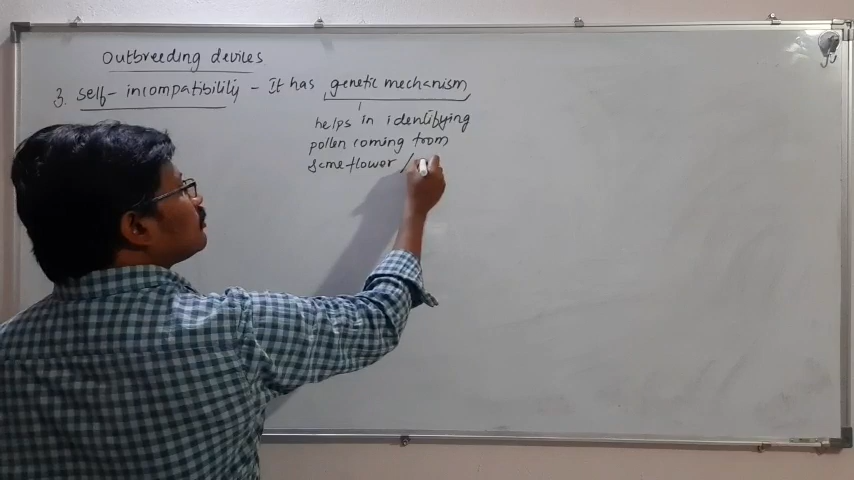 Outbreeding devices
3. Self-incompatibility - It has genetic mechanism
helps in identifying
pollen coming from
same flower /